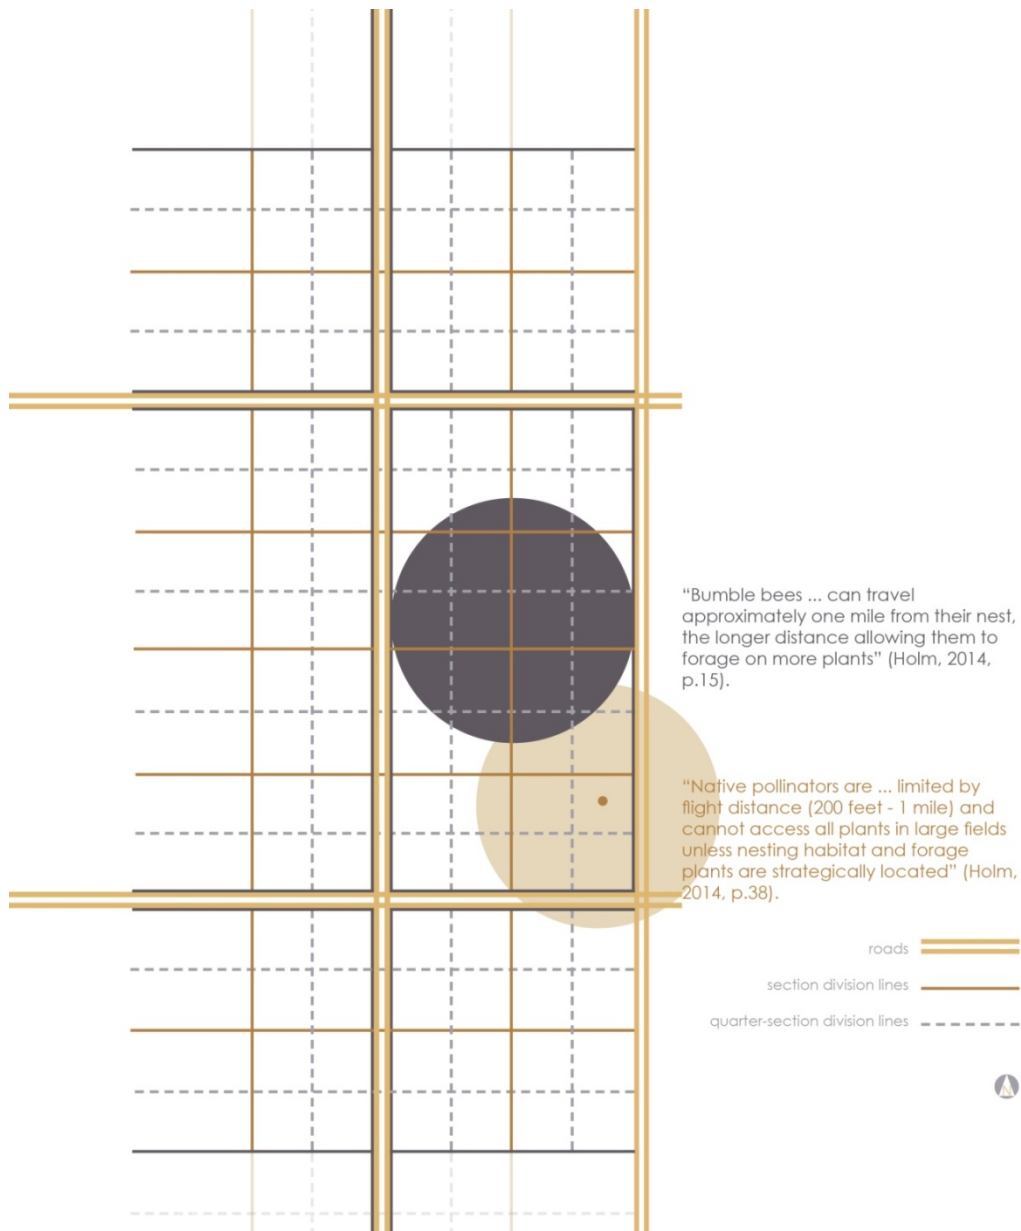 “Bumble bees ... can travel
approximately one mile from their nest,
the longer distance allowing them to
forage on more plants” (Holm, 2014,
p.15).
“Native pollinators are ... limited by
flight distance (200 feet - 1 mile) and
cannot access all plants in large fields
unless nesting habitat and forage
plants are strategically located” (Holm,
2014, p.38).
roads
section division lines
quarter-section division lines
N